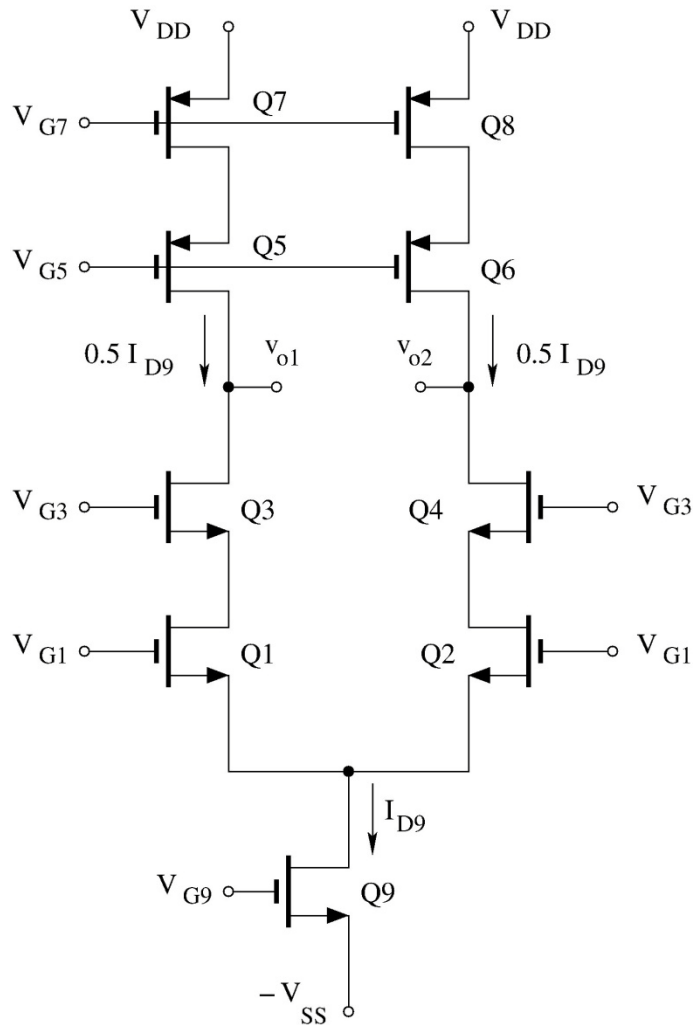 V DD V DD
V G7 Q7 Q8
V G5 Q5 Q6
0.5 I D9 v o1 v o2 0.5 I D9
V G3 Q3 Q4 V G3
V G1 Q1 Q2 V G1
I D9
V G9 Q9
−V SS